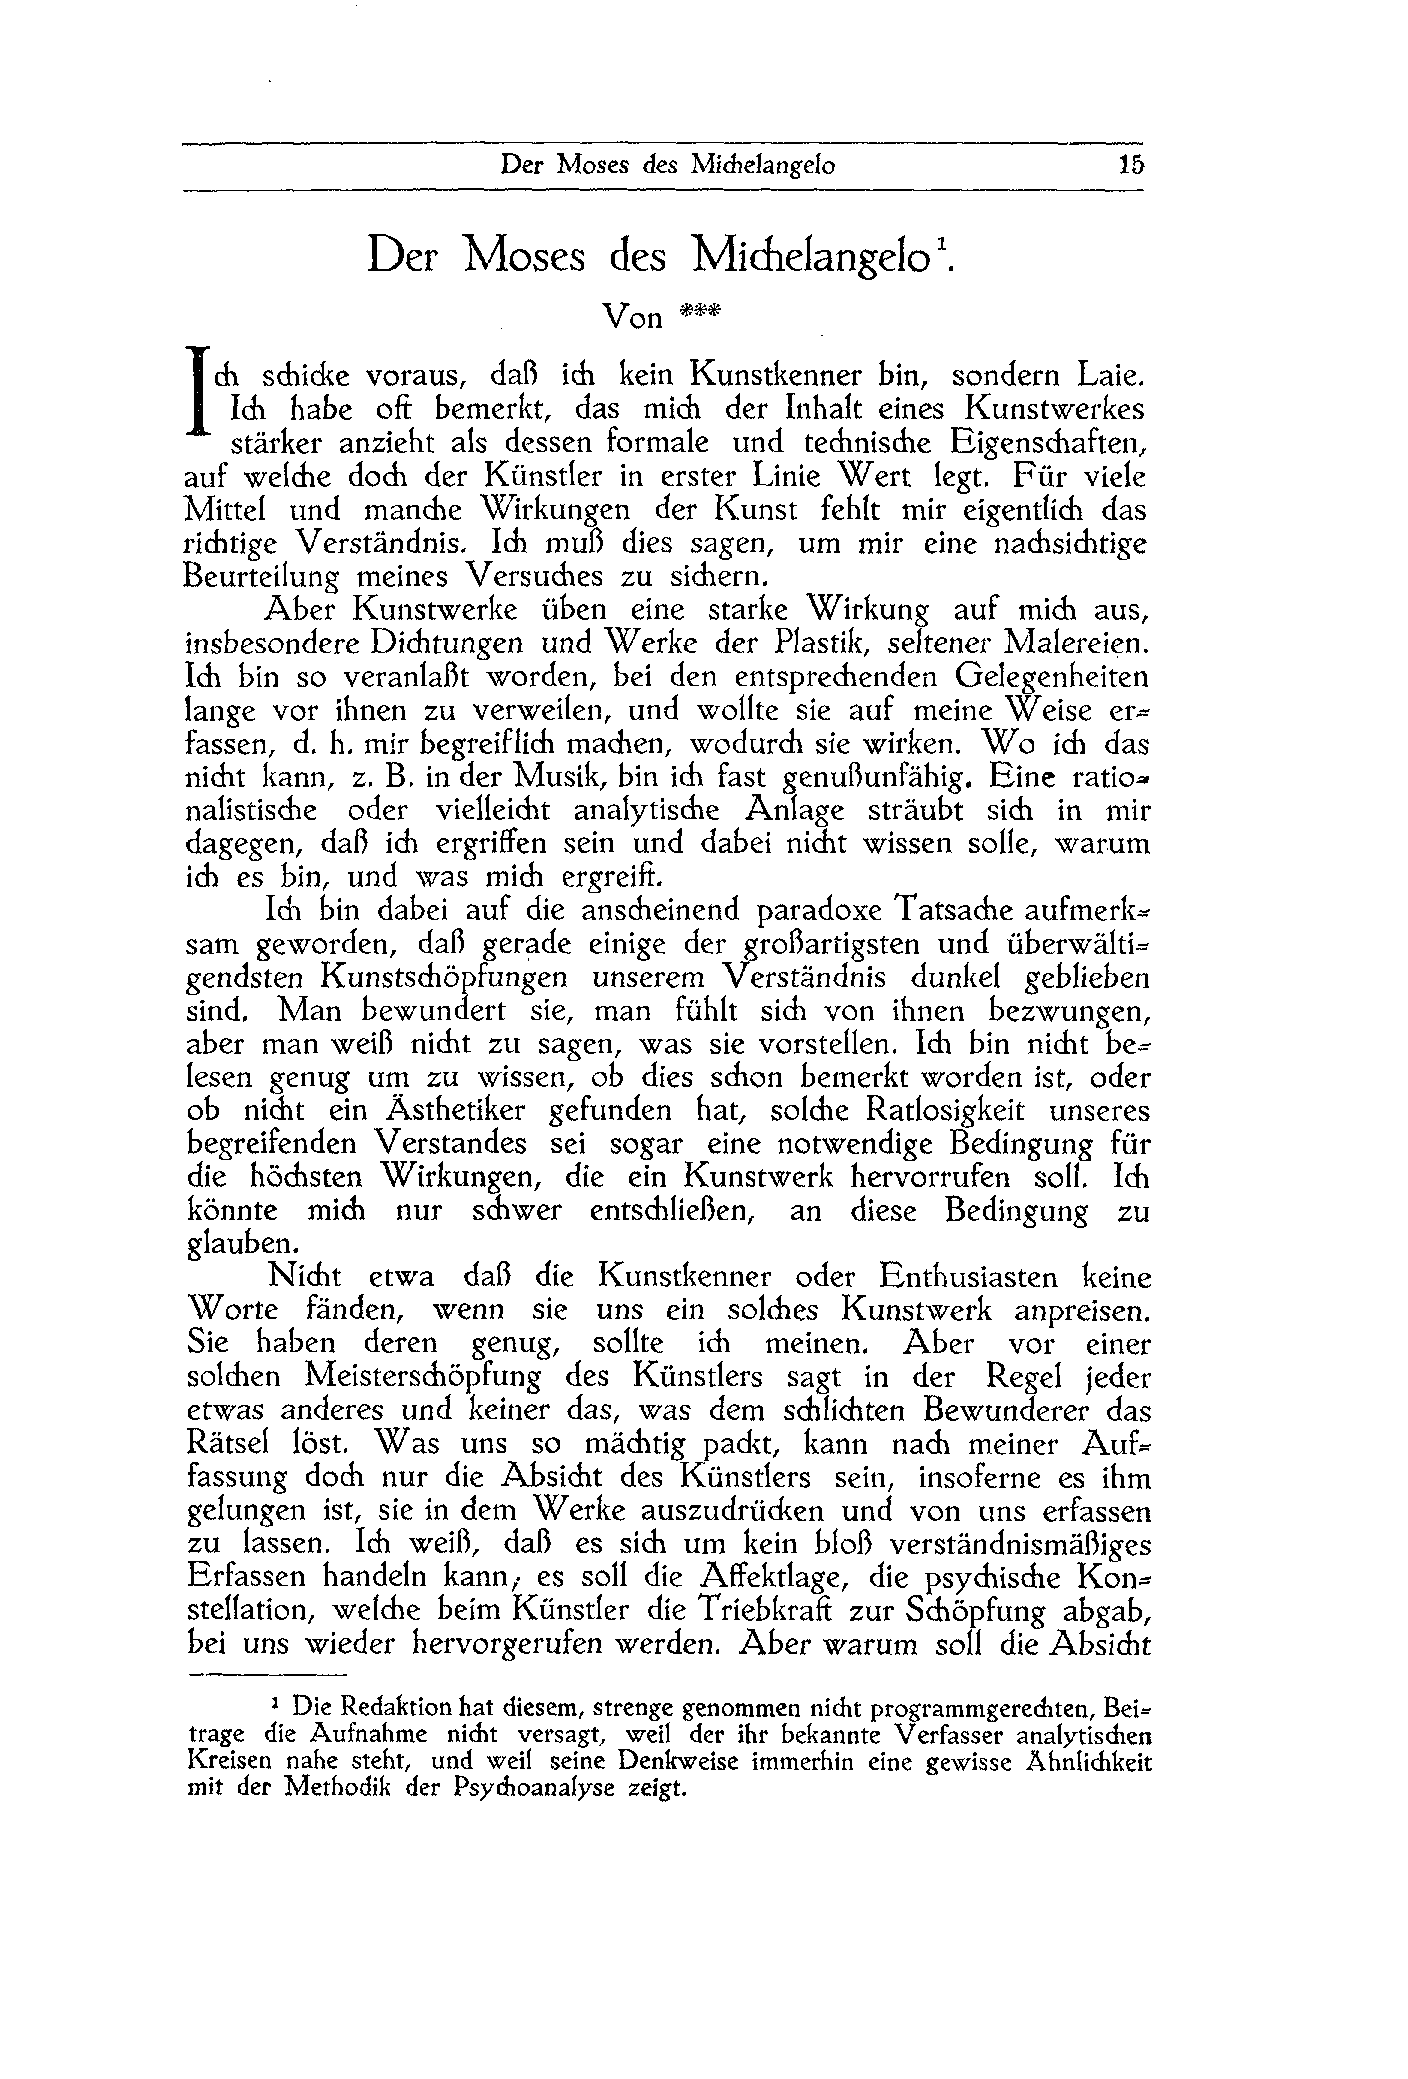 Der Moses des Michelangelo 15
Der Moses des Michelangelo¹.
Von ***
Ich schicke voraus, daß ich kein Kunstkenner bin, sondern Laie.
Ich habe oft bemerkt, das mich der Inhalt eines Kunstwerkes
stärker anzieht als dessen formale und technische Eigenschaften,
auf welche doch der Künstler in erster Linie Wert legt. Für viele
Mittel und manche Wirkungen der Kunst fehlt mir eigentlich das
richtige Verständnis. Ich muß dies sagen, um mir eine nachsichtige
Beurteilung meines Versuches zu sichern.
Aber Kunstwerke üben eine starke Wirkung auf mich aus,
insbesondere Dichtungen und Werke der Plastik, seltener Malereien.
Ich bin so veranlaßt worden, bei den entsprechenden Gelegenheiten
lange vor ihnen zu verweilen, und wollte sie auf meine Weise er-
fassen, d. h. mir begreiflich machen, wodurch sie wirken. Wo ich das
nicht kann, z. B. in der Musik, bin ich fast genußunfähig. Eine ratio-
nalistische oder vielleicht analytische Anlage sträubt sich in mir
dagegen, daß ich ergriffen sein und dabei nicht wissen solle, warum
ich es bin, und was mich ergreift.
Ich bin dabei auf die anscheinend paradoxe Tatsache aufmerk-
sam geworden, daß gerade einige der großartigsten und überwälti-
gendsten Kunstschöpfungen unserem Verständnis dunkel geblieben
sind. Man bewundert sie, man fühlt sich von ihnen bezwungen,
aber man weiß nicht zu sagen, was sie vorstellen. Ich bin nicht be-
lesen genug um zu wissen, ob dies schon bemerkt worden ist, oder
ob nicht ein Ästhetiker gefunden hat, solche Ratlosigkeit unseres
begreifenden Verstandes sei sogar eine notwendige Bedingung für
die höchsten Wirkungen, die ein Kunstwerk hervorrufen soll. Ich
könnte mich nur schwer entschließen, an diese Bedingung zu
glauben.
Nicht etwa daß die Kunstkenner oder Enthusiasten keine
Worte fänden, wenn sie uns ein solches Kunstwerk anpreisen.
Sie haben deren genug, sollte ich meinen. Aber vor einer
solchen Meisterschöpfung des Künstlers sagt in der Regel jeder
etwas anderes und keiner das, was dem schlichten Bewunderer das
Rätsel löst. Was uns so mächtig packt, kann nach meiner Auf-
fassung doch nur die Absicht des Künstlers sein, insoferne es ihm
gelungen ist, sie in dem Werke auszudrücken und von uns erfassen
zu lassen. Ich weiß, daß es sich um kein bloß verständnismäßiges
Erfassen handeln kann; es soll die Affektlage, die psychische Kon-
stellation, welche beim Künstler die Triebkraft zur Schöpfung abgab,
bei uns wieder hervorgerufen werden. Aber warum soll die Absicht
¹ Die Redaktion hat diesem, strenge genommen nicht programmgerechten, Bei-
trage die Aufnahme nicht versagt, weil der ihr bekannte Verfasser analytischen
Kreisen nahe steht, und weil seine Denkweise immerhin eine gewisse Ähnlichkeit
mit der Methodik der Psychoanalyse zeigt.